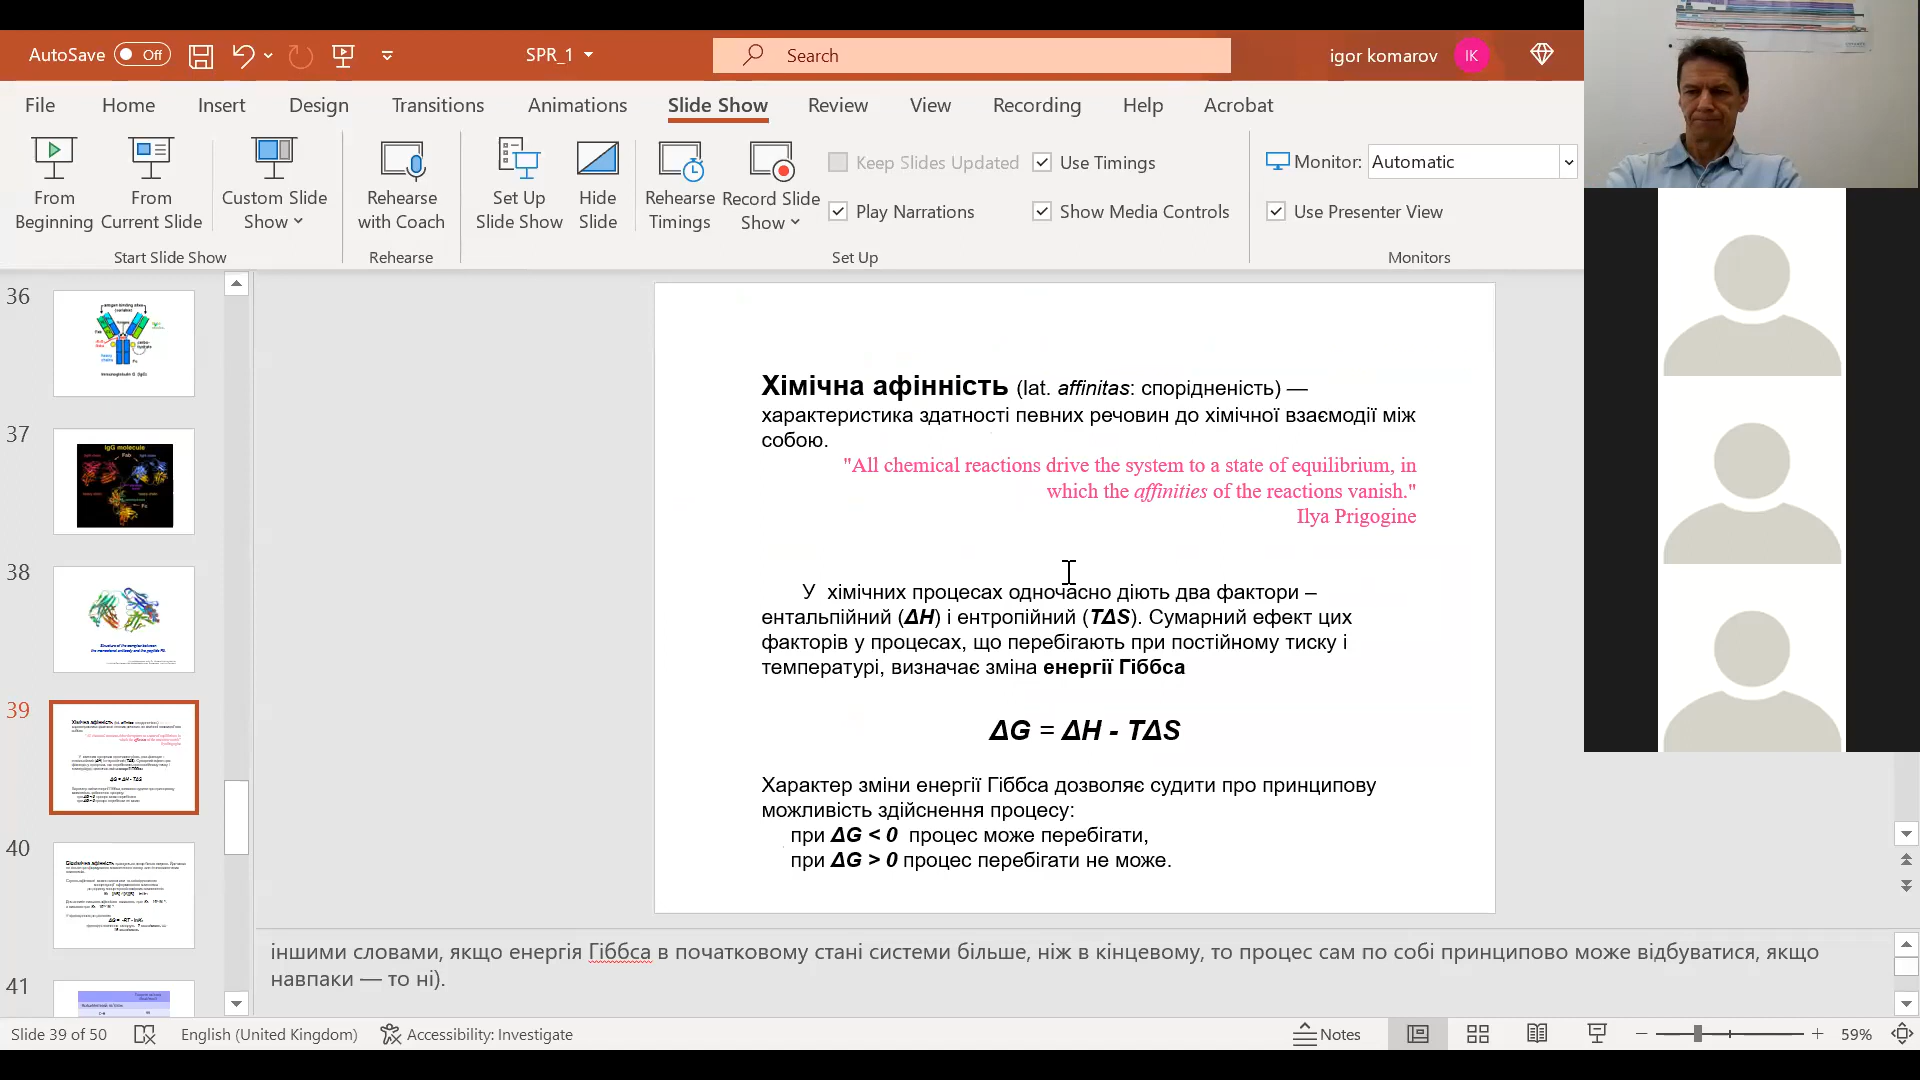 AutoSave Off
SPR_1
Search
igor komarov IK
File Home Insert Design Transitions Animations Slide Show Review View Recording Help Acrobat
From Beginning
From Current Slide
Custom Slide Show
Start Slide Show
Rehearse with Coach
Rehearse
Set Up Slide Show
Hide Slide
Rehearse Timings
Record Slide Show
Keep Slides Updated
Use Timings
Play Narrations
Show Media Controls
Set Up
Monitor: Automatic
Use Presenter View
Monitors
36
37
IgG molecule
38
39
40
41
Хімічна афінність (lat. affinitas: спорідненість) —
характеристика здатності певних речовин до хімічної взаємодії між
собою.
"All chemical reactions drive the system to a state of equilibrium, in
which the affinities of the reactions vanish."
Ilya Prigogine
У хімічних процесах одночасно діють два фактори –
ентальпійний (ΔH) і ентропійний (TΔS). Сумарний ефект цих
факторів у процесах, що перебігають при постійному тиску і
температурі, визначає зміна енергії Гіббса
ΔG = ΔH - TΔS
Характер зміни енергії Гіббса дозволяє судити про принципову
можливість здійснення процесу:
при ΔG < 0 процес може перебігати,
при ΔG > 0 процес перебігати не може.
іншими словами, якщо енергія Гіббса в початковому стані системи більше, ніж в кінцевому, то процес сам по собі принципово може відбуватися, якщо
навпаки — то ні).
Slide 39 of 50
English (United Kingdom)
Accessibility: Investigate
Notes
59%